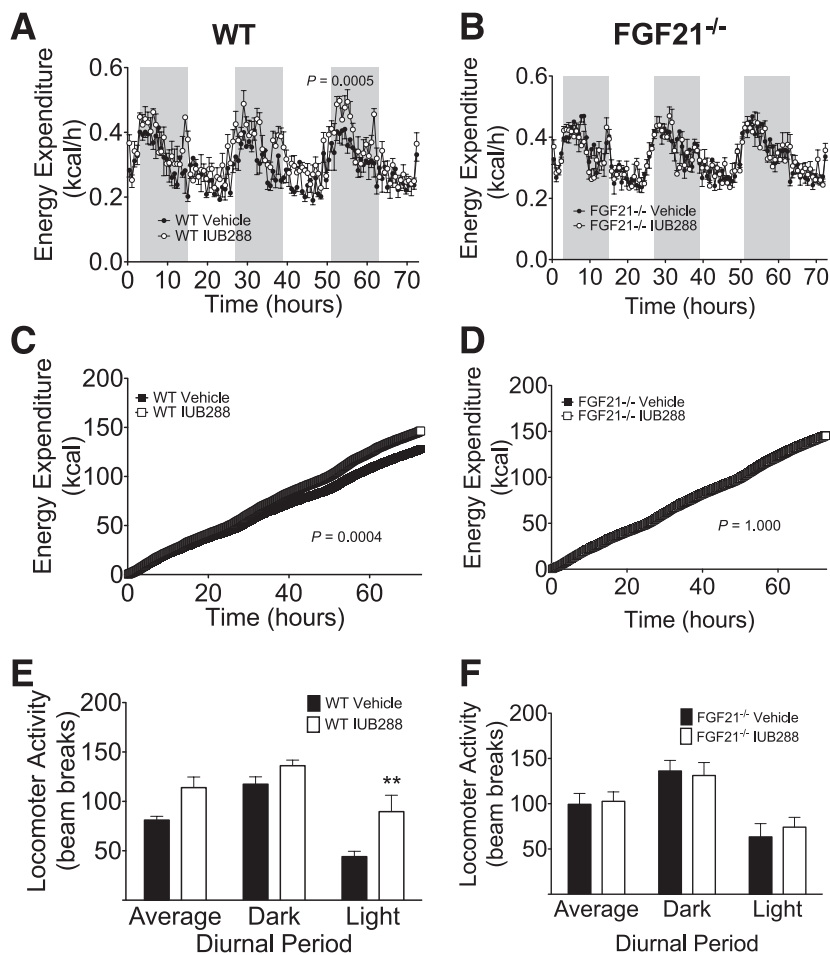 A
WT
Energy Expenditure
(kcal/h)
0.6
0.4
0.2
0.0
P = 0.0005
WT Vehicle
WT IUB288
0 10 20 30 40 50 60 70
Time (hours)
B
FGF21-/-
Energy Expenditure
(kcal/h)
0.6
0.4
0.2
0.0
FGF21-/- Vehicle
FGF21-/- IUB288
0 10 20 30 40 50 60 70
Time (hours)
C
Energy Expenditure
(kcal)
200
150
100
50
0
WT Vehicle
WT IUB288
P = 0.0004
0 20 40 60
Time (hours)
D
Energy Expenditure
(kcal)
200
150
100
50
0
FGF21-/- Vehicle
FGF21-/- IUB288
P = 1.000
0 20 40 60
Time (hours)
E
Locomoter Activity
(beam breaks)
200
150
100
50
WT Vehicle
WT IUB288
**
Average Dark Light
Diurnal Period
F
Locomoter Activity
(beam breaks)
200
150
100
50
FGF21-/- Vehicle
FGF21-/- IUB288
Average Dark Light
Diurnal Period